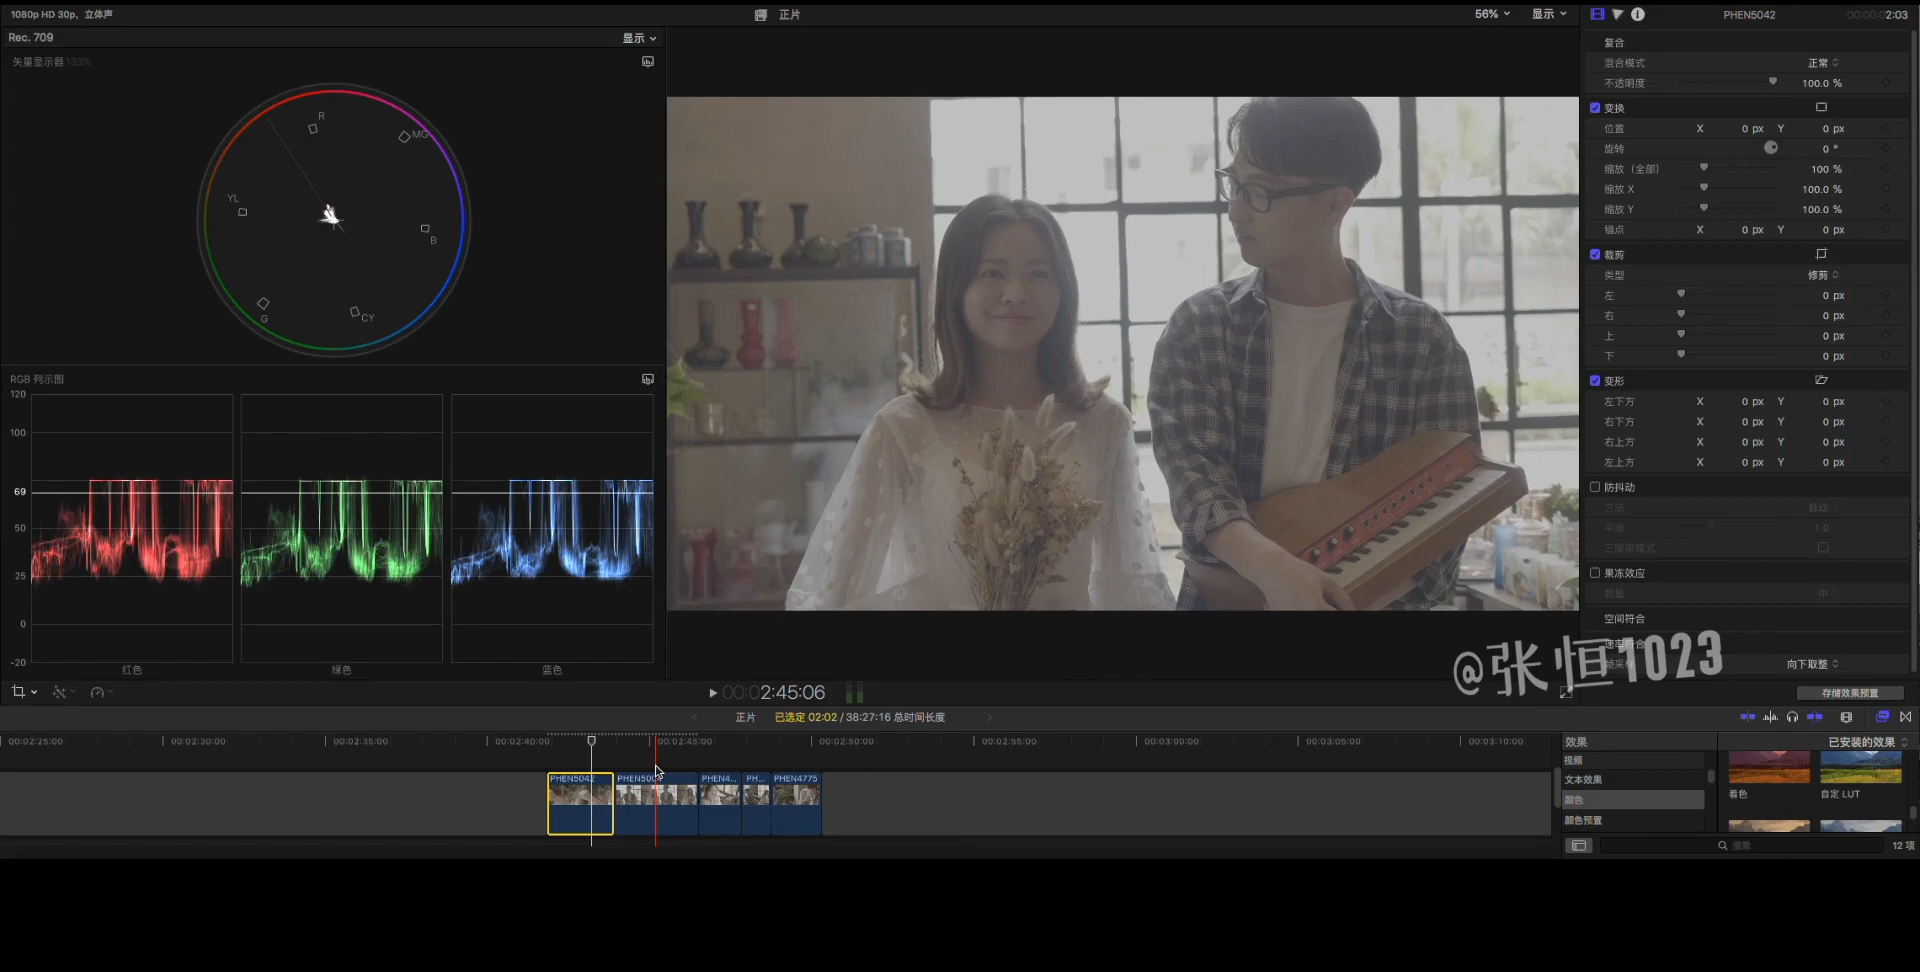 1080p HD 30p，立体声
正片
56%
显示
PHEN5042
00:00:02:03
Rec. 709
显示
矢量显示器 133%
R
MG
YL
B
G
CY
RGB 列示图
120
100
69
50
25
0
-20
红色
绿色
蓝色
复合
混合模式
正常
不透明度
100.0 %
变换
位置 X 0 px Y 0 px
旋转 0 °
缩放（全部） 100 %
缩放 X 100.0 %
缩放 Y 100.0 %
锚点 X 0 px Y 0 px
裁剪
类型 修剪
左 0 px
右 0 px
上 0 px
下 0 px
变形
左下方 X 0 px Y 0 px
右下方 X 0 px Y 0 px
右上方 X 0 px Y 0 px
左上方 X 0 px Y 0 px
防抖动
方法 自动
平滑 1.0
三脚架模式
果冻效应
数量 中
空间符合
速率符合
帧采样 向下取整
@张恒1023
存储效果预置
00:02:45:06
正片 已选定 02:02 / 38:27:16 总时间长度
00:02:25:00
00:02:30:00
00:02:35:00
00:02:40:00
00:02:45:00
00:02:50:00
00:02:55:00
00:03:00:00
00:03:05:00
00:03:10:00
PHEN5042
PHEN4...
PH...
PHEN4775
效果
已安装的效果
视频
文本效果
颜色
颜色预置
着色
自定 LUT
搜索
12 项